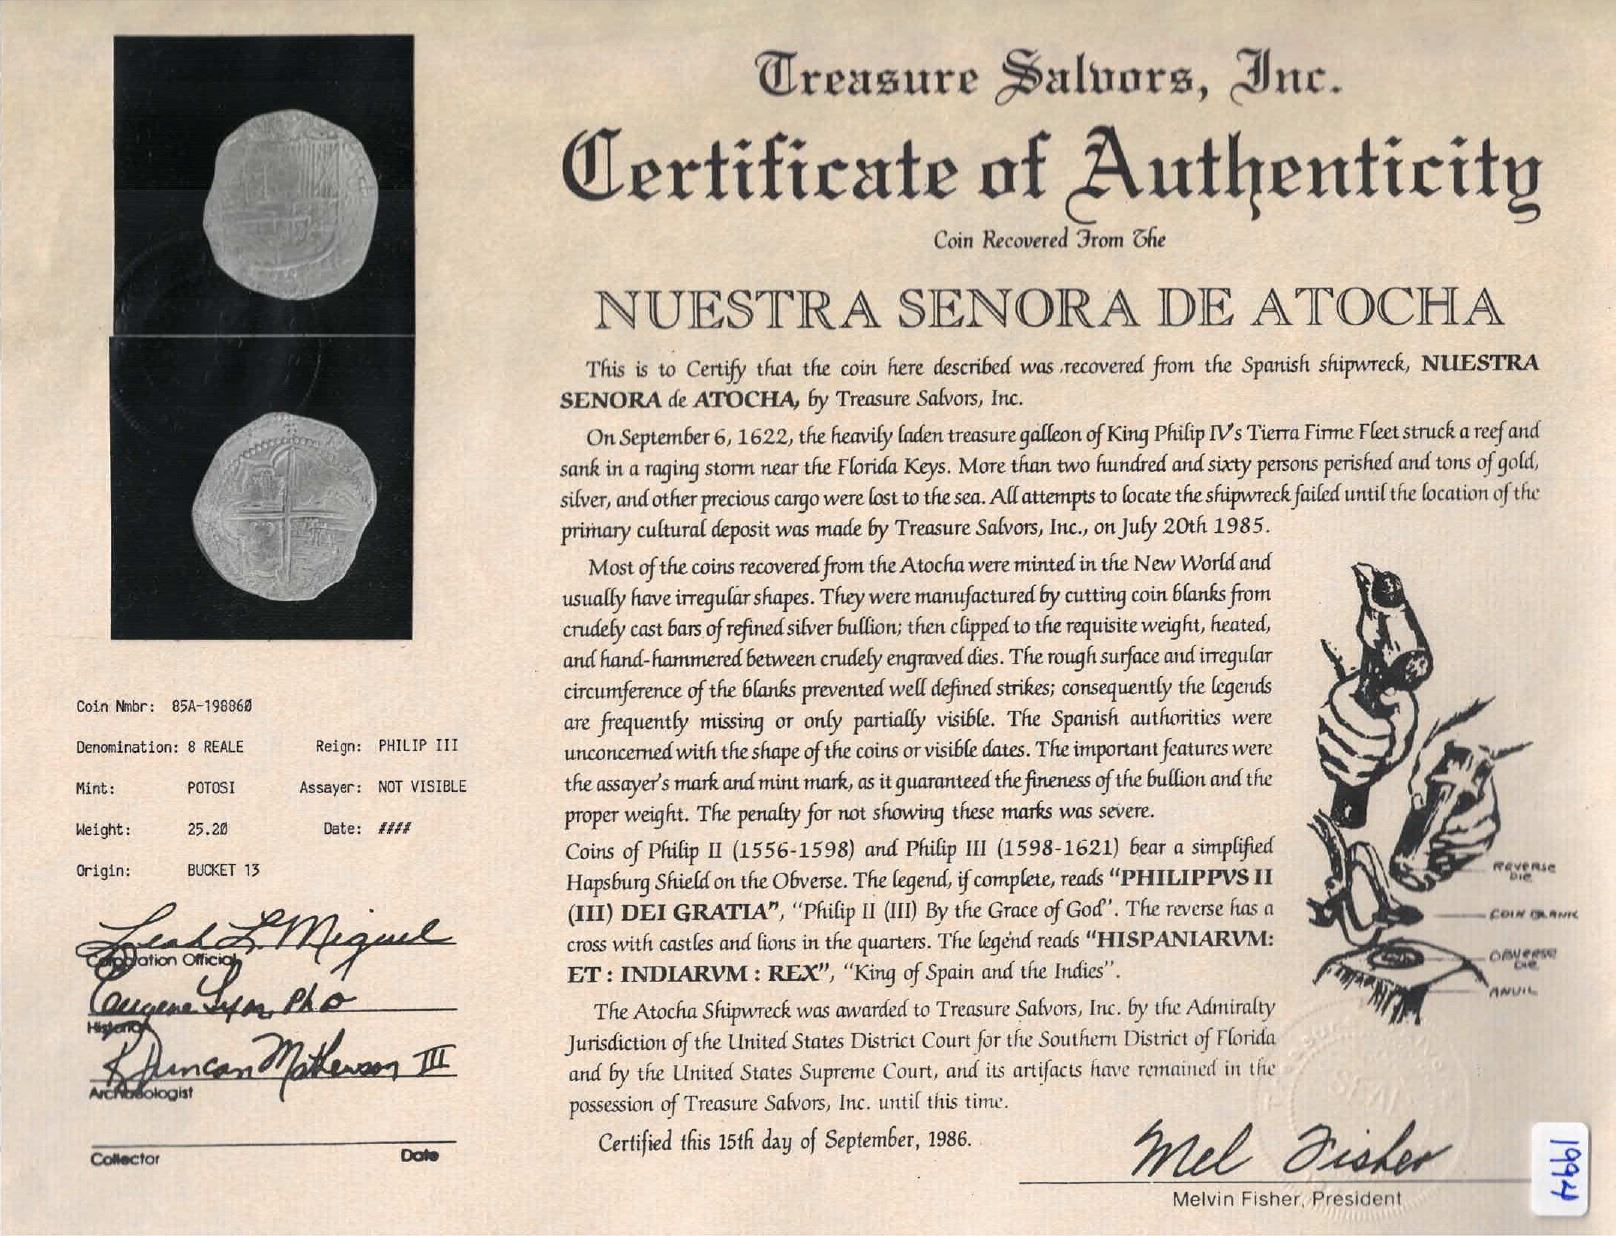 Treasure Salvors, Inc.
Certificate of Authenticity
Coin Recovered From The
NUESTRA SENORA DE ATOCHA
This is to Certify that the coin here described was recovered from the Spanish shipwreck, NUESTRA
SENORA de ATOCHA, by Treasure Salvors, Inc.
On September 6, 1622, the heavily laden treasure galleon of King Philip IV's Tierra Firme Fleet struck a reef and
sank in a raging storm near the Florida Keys. More than two hundred and sixty persons perished and tons of gold,
silver, and other precious cargo were lost to the sea. All attempts to locate the shipwreck failed until the location of the
primary cultural deposit was made by Treasure Salvors, Inc., on July 20th 1985.
Most of the coins recovered from the Atocha were minted in the New World and
usually have irregular shapes. They were manufactured by cutting coin blanks from
crudely cast bars of refined silver bullion; then clipped to the requisite weight, heated,
and hand-hammered between crudely engraved dies. The rough surface and irregular
circumference of the blanks prevented well defined strikes; consequently the legends
are frequently missing or only partially visible. The Spanish authorities were
unconcerned with the shape of the coins or visible dates. The important features were
the assayer's mark and mint mark, as it guaranteed the fineness of the bullion and the
proper weight. The penalty for not showing these marks was severe.
Coins of Philip II (1556-1598) and Philip III (1598-1621) bear a simplified
Hapsburg Shield on the Obverse. The legend, if complete, reads "PHILIPPVS II
(III) DEI GRATIA", "Philip II (III) By the Grace of God". The reverse has a
cross with castles and lions in the quarters. The legend reads "HISPANIARVM:
ET : INDIARVM : REX", "King of Spain and the Indies".
The Atocha Shipwreck was awarded to Treasure Salvors, Inc. by the Admiralty
Jurisdiction of the United States District Court for the Southern District of Florida
and by the United States Supreme Court, and its artifacts have remained in the
possession of Treasure Salvors, Inc. until this time.
Certified this 15th day of September, 1986.
REVERSE
DIE
COIN BLANK
OBVERSE
DIE
ANVIL
SEAL
Mel Fisher
Melvin Fisher, President
1994
Coin Nmbr: 85A-198860
Denomination: 8 REALE Reign: PHILIP III
Mint: POTOSI Assayer: NOT VISIBLE
Weight: 25.20 Date: ####
Origin: BUCKET 13
Leah L. Miguel
Corporation Official
Eugene Lyon, PhD
Historian
R Duncan Mathewson III
Archaeologist
Collector Date